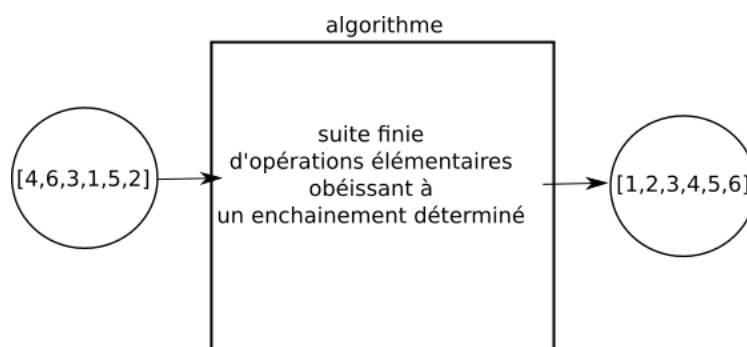 algorithme
[4,6,3,1,5,2]
suite finie
d'opérations élémentaires
obéissant à
un enchainement déterminé
[1,2,3,4,5,6]